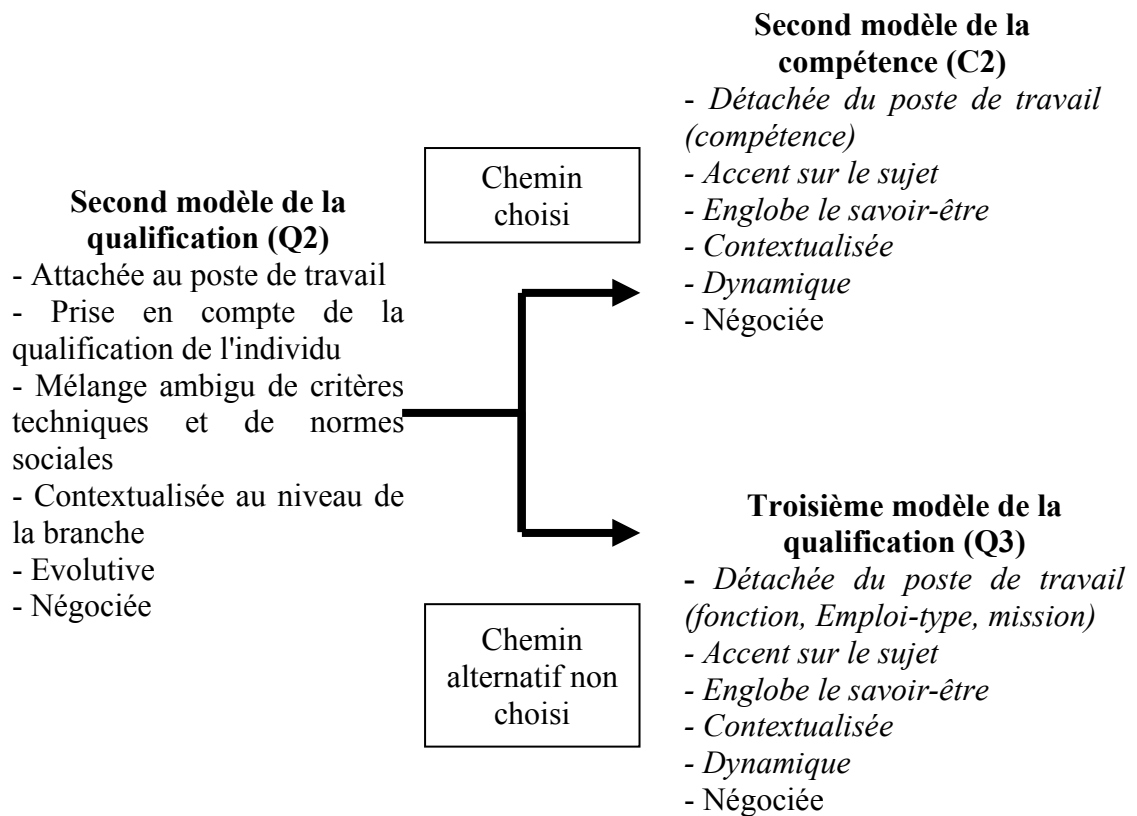 Second modèle de la
qualification (Q2)
- Attachée au poste de travail
- Prise en compte de la
qualification de l'individu
- Mélange ambigu de critères
techniques et de normes
sociales
- Contextualisée au niveau de
la branche
- Evolutive
- Négociée
Chemin
choisi
Second modèle de la
compétence (C2)
- Détachée du poste de travail
(compétence)
- Accent sur le sujet
- Englobe le savoir-être
- Contextualisée
- Dynamique
- Négociée
Chemin
alternatif non
choisi
Troisième modèle de la
qualification (Q3)
- Détachée du poste de travail
(fonction, Emploi-type, mission)
- Accent sur le sujet
- Englobe le savoir-être
- Contextualisée
- Dynamique
- Négociée